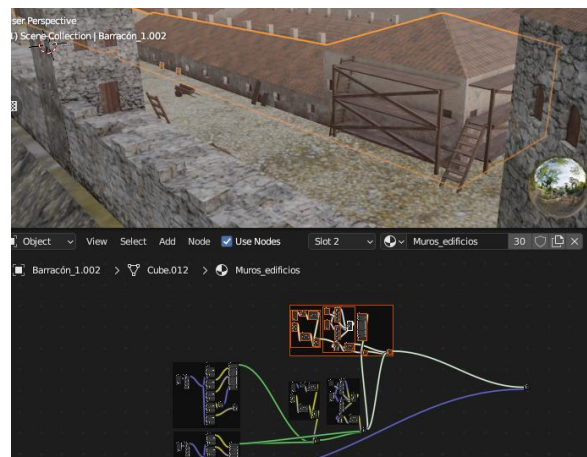 ser Perspective
) Scene Collection | Barracón_1.002
Object View Select Add Node Use Nodes Slot 2 Muros_edificios 30
Barracón_1.002 > Cube.012 > Muros_edificios